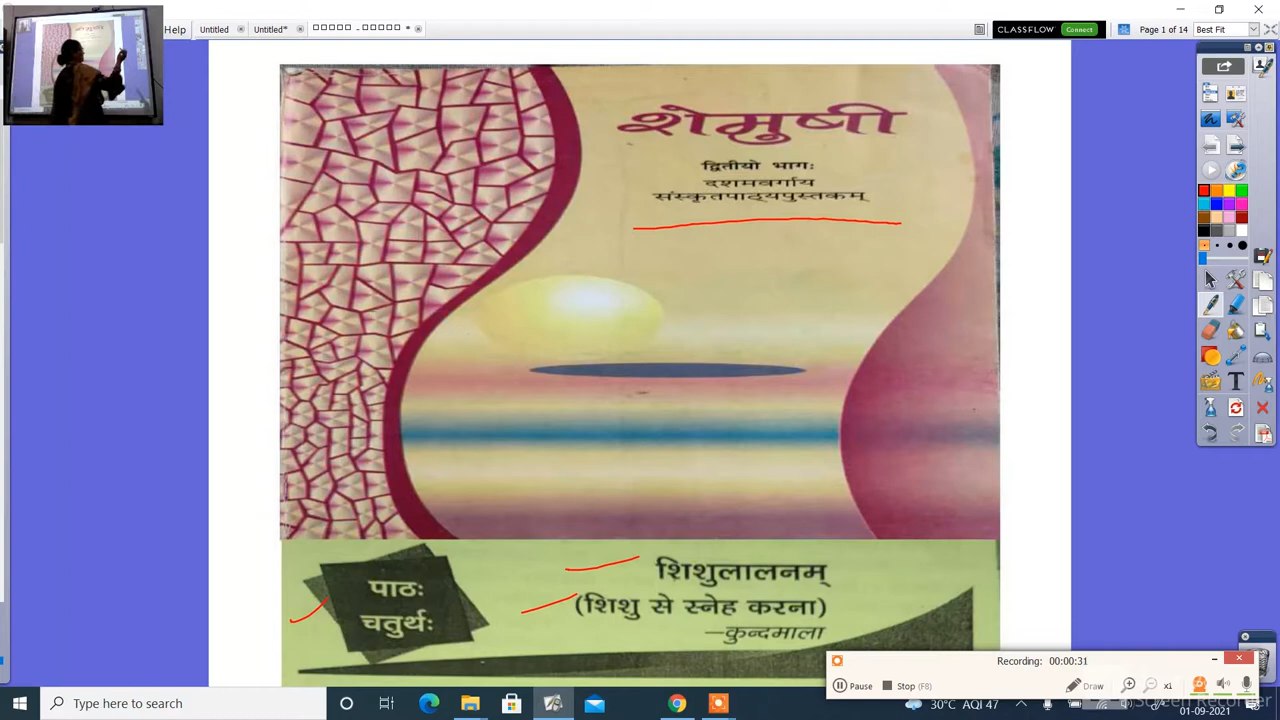 Help
Untitled
Untitled*
□□□□□ - □□□□□ *
CLASSFLOW
Connect
Page 1 of 14
Best Fit
शेमुषी
द्वितीयो भागः
दशमवर्गाय
संस्कृतपाठ्यपुस्तकम्
पाठः
चतुर्थः
शिशुलालनम्
(शिशु से स्नेह करना)
–कुन्दमाला
Recording: 00:00:31
Pause
Stop (F8)
Draw
x1
Type here to search
30°C AQI 47
01-09-2021